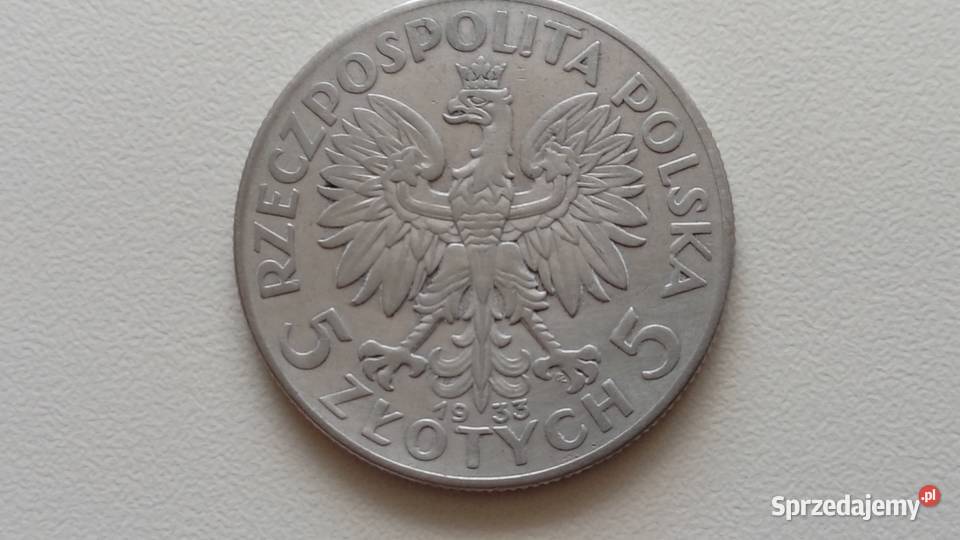 RZECZPOSPOLITA POLSKA
5 ZŁOTYCH 5
1933
Sprzedajemy.pl